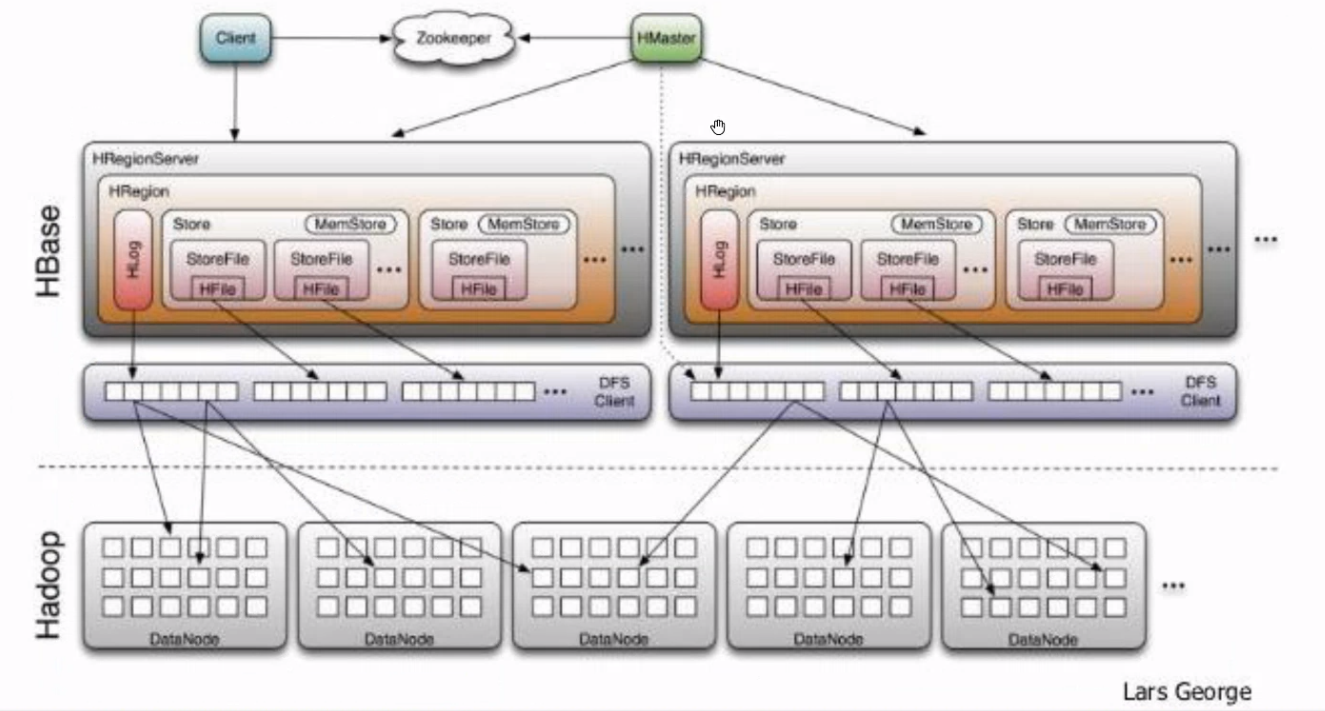 Client
Zookeeper
HMaster
HBase
HRegionServer
HRegion
HLog
Store
MemStore
StoreFile
HFile
StoreFile
HFile
...
Store
MemStore
StoreFile
HFile
...
...
HRegionServer
HRegion
HLog
Store
MemStore
StoreFile
HFile
StoreFile
HFile
...
Store
MemStore
StoreFile
HFile
...
...
...
...
DFS
Client
...
DFS
Client
Hadoop
DataNode
DataNode
DataNode
DataNode
DataNode
...
Lars George